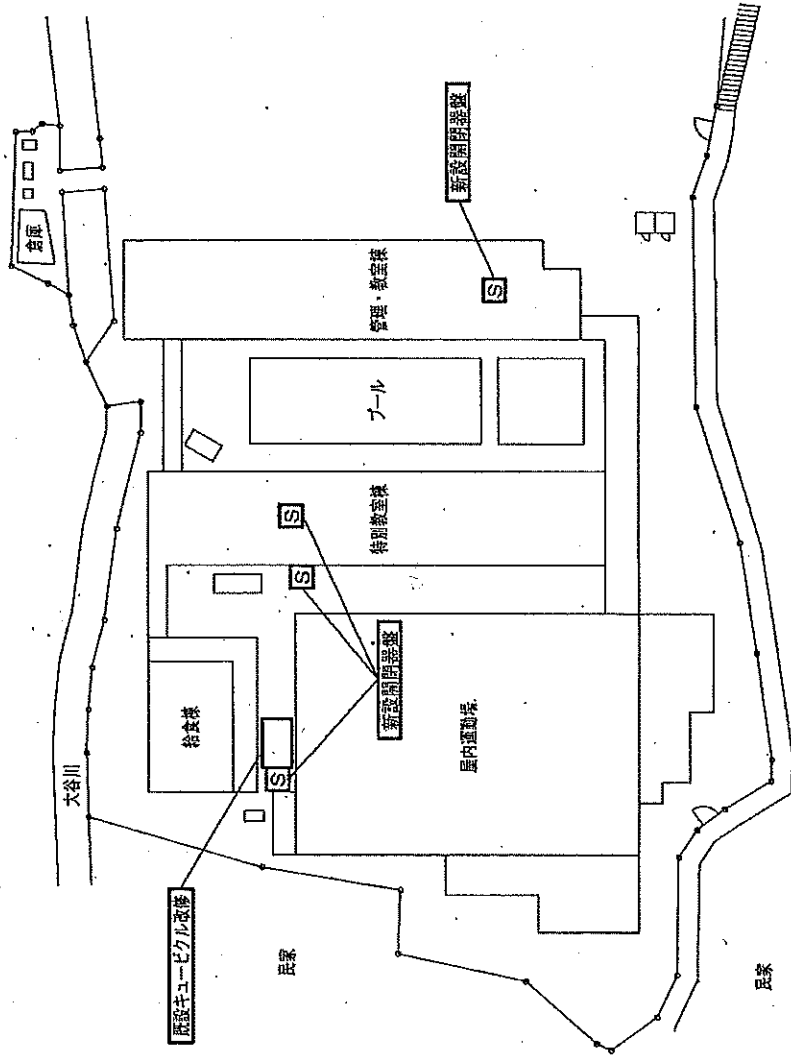 倉庫
新設開閉器盤
S
管理・教室棟
プール
S
特別教室棟
S
新設開閉器盤
給食棟
S
屋内運動場
大谷川
既設キュービクル改修
民家
民家